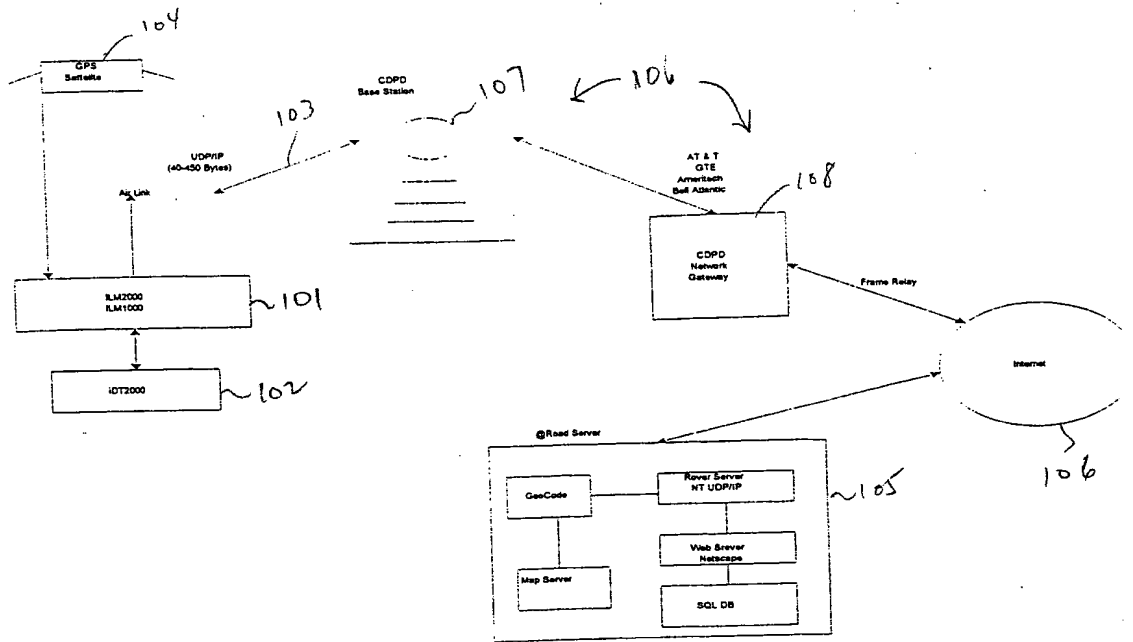 104
GPS
Sattelite
CDPD
Base Station
107
106
103
UDP/IP
(40-450 Bytes)
Air Link
AT & T
GTE
Ameritech
Bell Atlantic
108
CDPD
Network
Gateway
Frame Relay
ILM2000
ILM1000
101
iDT2000
102
Internet
106
@Road Server
GeoCode
Rover Server
NT UDP/IP
105
Web Srever
Netscape
Map Server
SQL DB